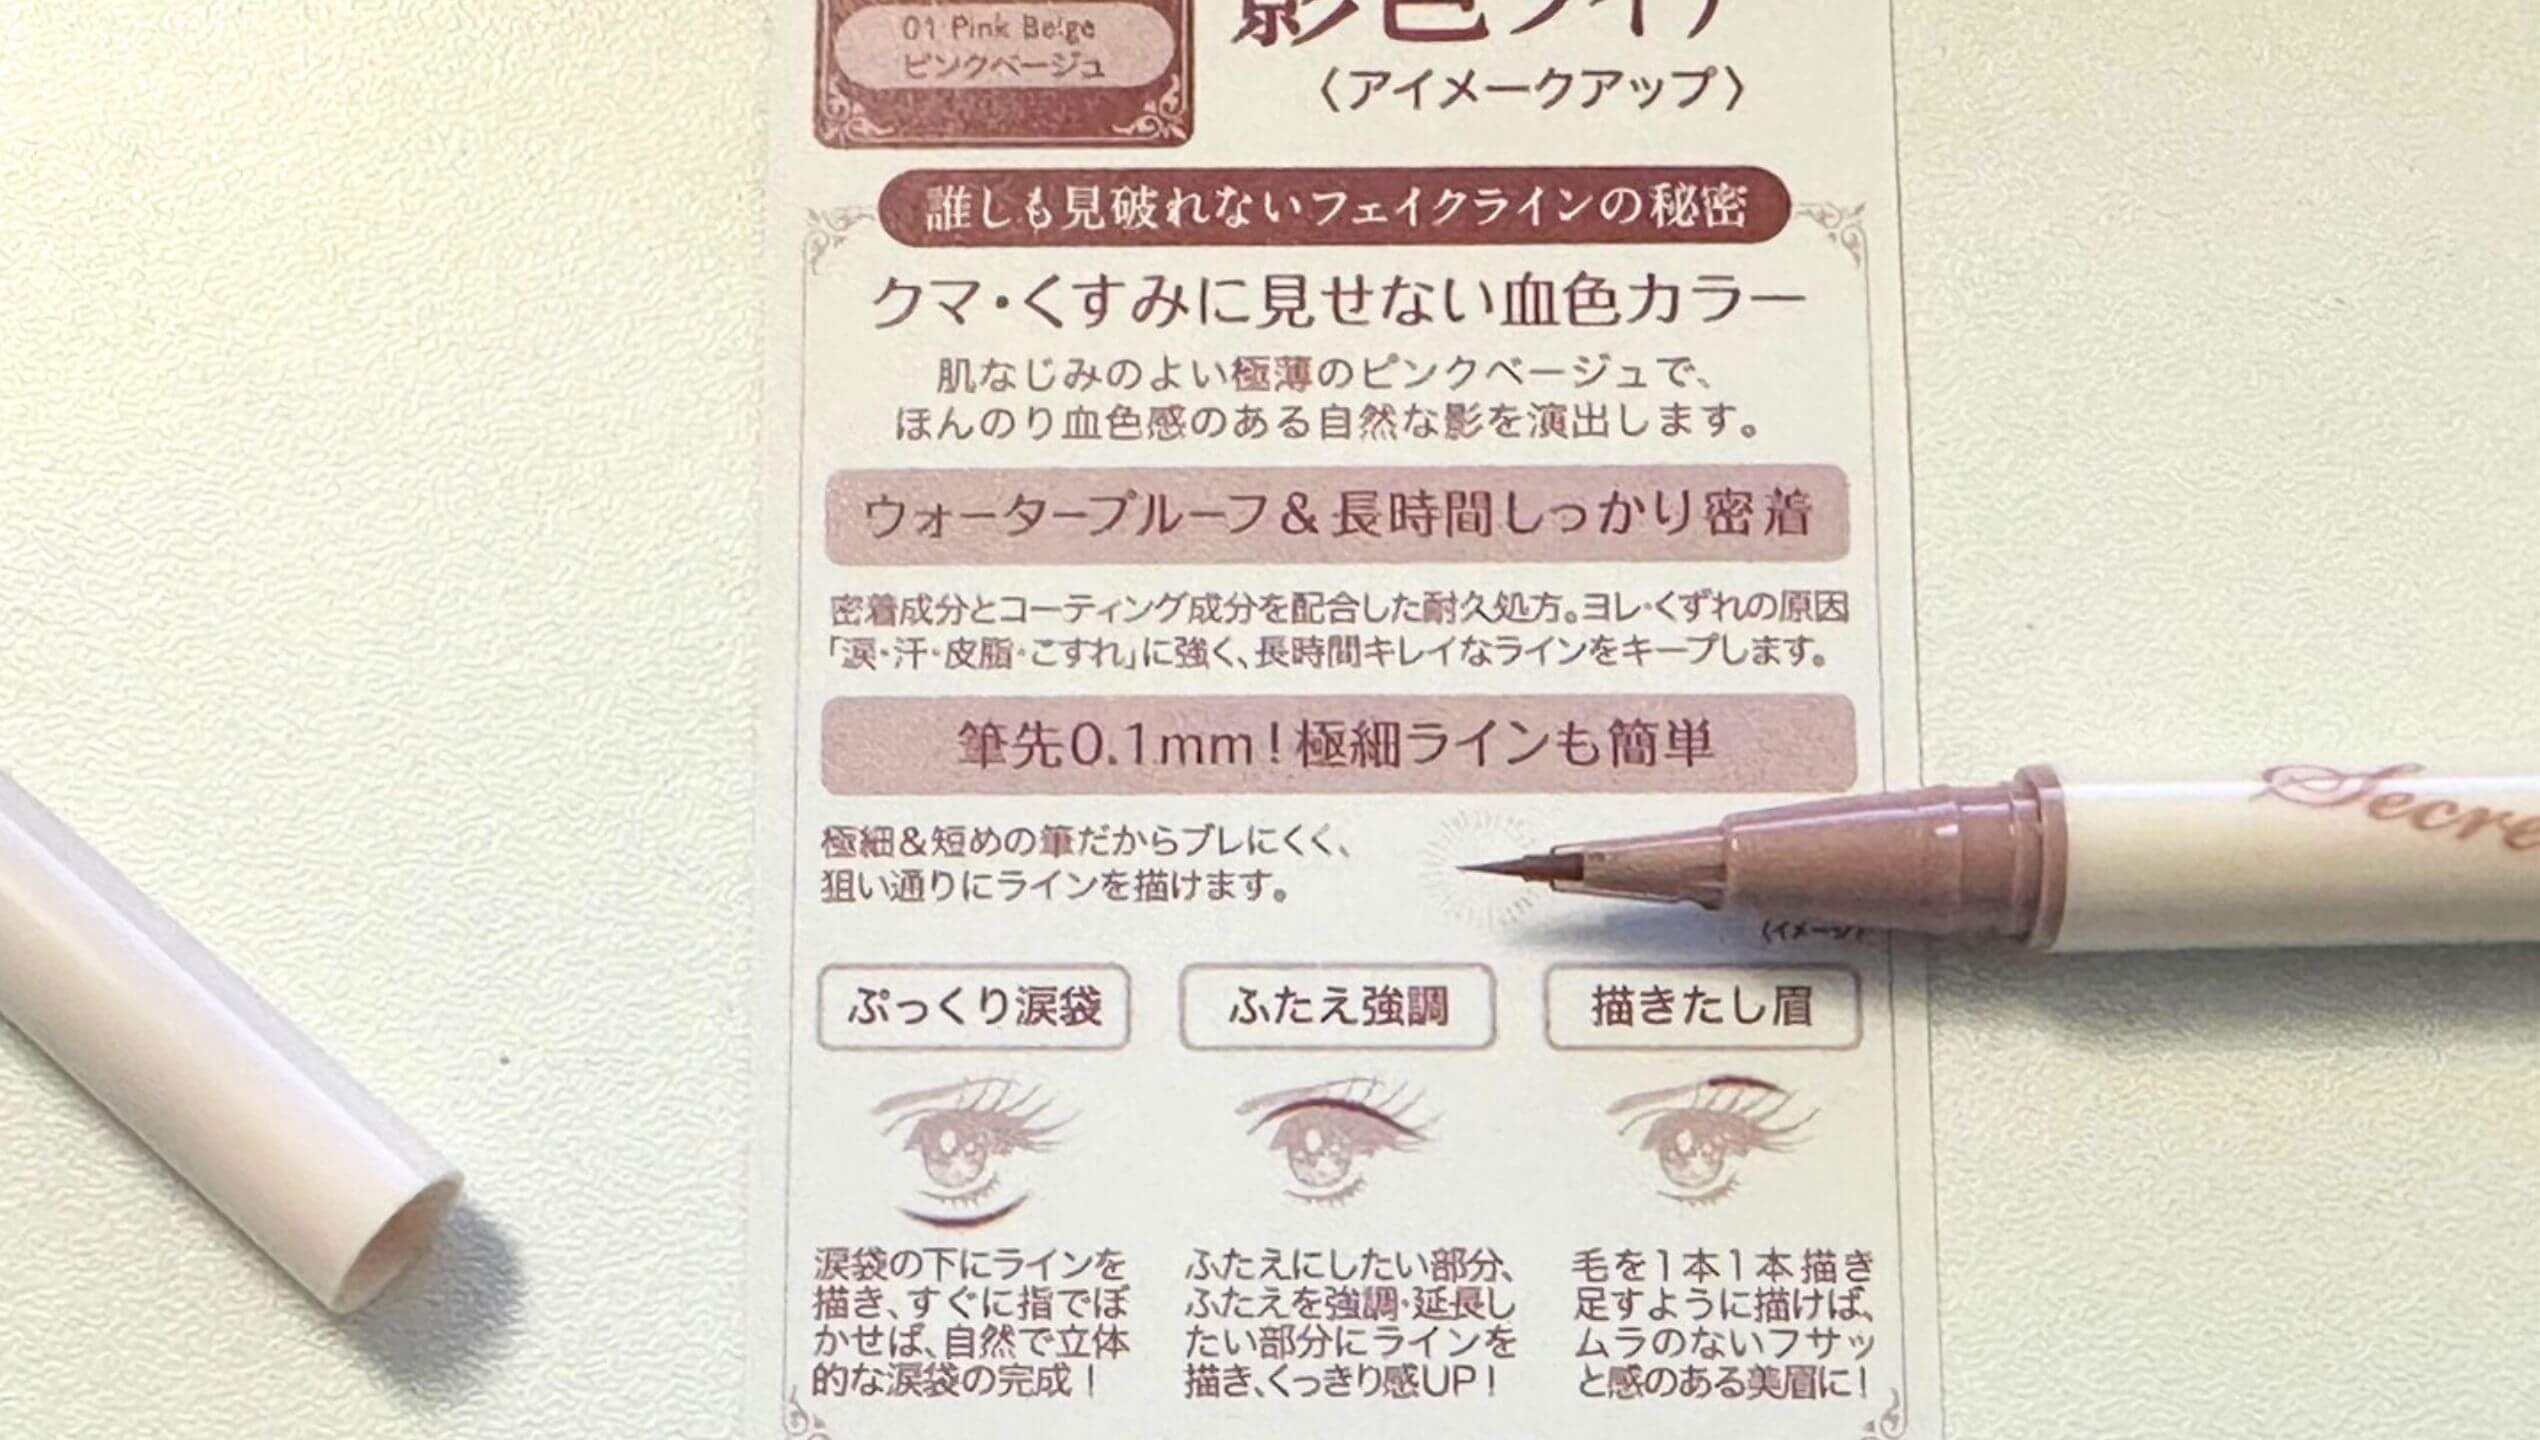 01 Pink Beige
ピンクベージュ
影色ライナ
〈アイメークアップ〉
誰しも見破れないフェイクラインの秘密
クマ・くすみに見せない血色カラー
肌なじみのよい極薄のピンクベージュで、
ほんのり血色感のある自然な影を演出します。
ウォータープルーフ&長時間しっかり密着
密着成分とコーティング成分を配合した耐久処方。ヨレ・くずれの原因
「涙・汗・皮脂・こすれ」に強く、長時間キレイなラインをキープします。
筆先0.1mm!極細ラインも簡単
極細&短めの筆だからブレにくく、
狙い通りにラインを描けます。
Secre
〈イメージ〉
ぷっくり涙袋
涙袋の下にラインを
描き、すぐに指でぼ
かせば、自然で立体
的な涙袋の完成!
ふたえ強調
ふたえにしたい部分、
ふたえを強調・延長し
たい部分にラインを
描き、くっきり感UP!
描きたし眉
毛を1本1本描き
足すように描けば、
ムラのないフサッ
と感のある美眉に!